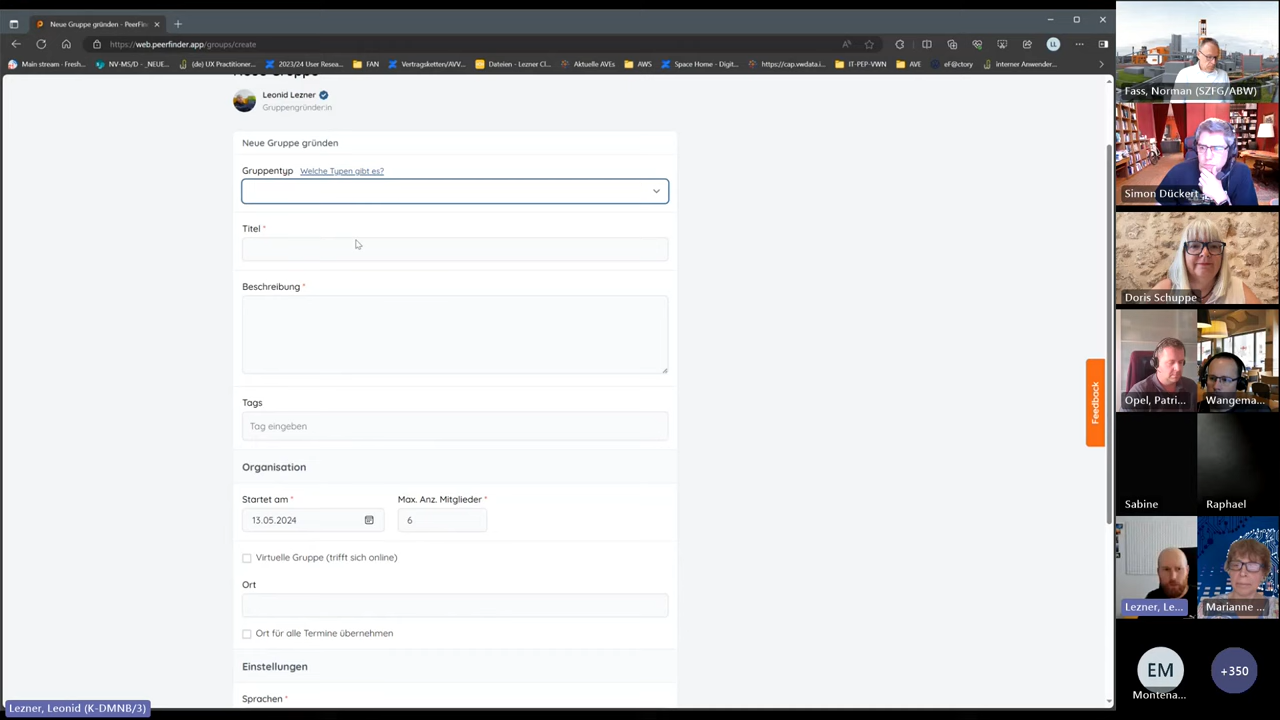 Neue Gruppe gründen - PeerFin
https://web.peerfinder.app/groups/create
LL
Main stream - Fresh...
NV-MS/D - _NEUE...
(de) UX Practitioner...
2023/24 User Resea...
FAN
Vertragsketten/AVV...
Dateien - Lezner Cl...
Aktuelle AVEs
AWS
Space Home - Digit...
https://cap.vwdata.i...
IT-PEP-VWN
AVE
eF@ctory
interner Anwender...
Neue Gruppe
Leonid Lezner
Gruppengründer:in
Neue Gruppe gründen
Gruppentyp Welche Typen gibt es?
Titel *
Beschreibung *
Tags
Tag eingeben
Organisation
Startet am * Max. Anz. Mitglieder *
13.05.2024 6
Virtuelle Gruppe (trifft sich online)
Ort
Ort für alle Termine übernehmen
Einstellungen
Sprachen *
Feedback
Lezner, Leonid (K-DMNB/3)
Fass, Norman (SZFG/ABW)
Simon Dückert
Doris Schuppe
Opel, Patri... Wangema...
Sabine Raphael
Lezner, Le... Marianne ...
EM +350
Montena...